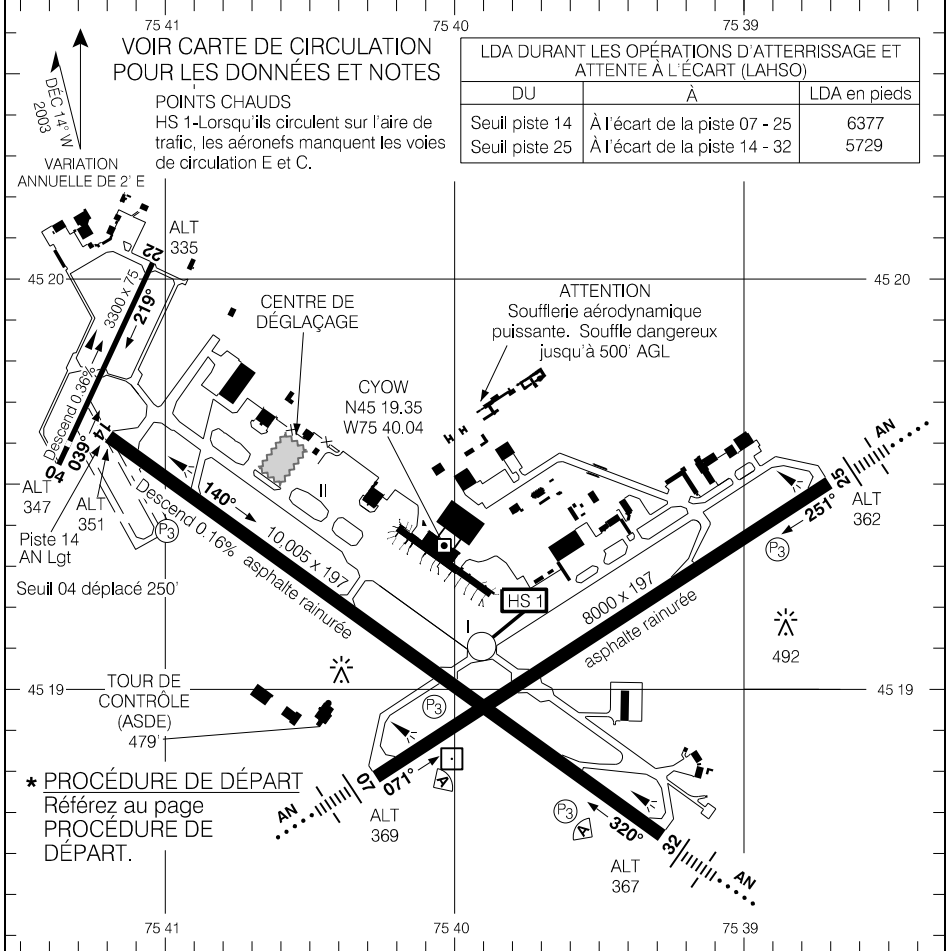 75 41
75 40
75 39
VOIR CARTE DE CIRCULATION
POUR LES DONNÉES ET NOTES
POINTS CHAUDS
HS 1-Lorsqu'ils circulent sur l'aire de
trafic, les aéronefs manquent les voies
de circulation E et C.
LDA DURANT LES OPÉRATIONS D'ATTERRISSAGE ET
ATTENTE À L'ÉCART (LAHSO)
DU À LDA en pieds
Seuil piste 14 À l'écart de la piste 07 - 25 6377
Seuil piste 25 À l'écart de la piste 14 - 32 5729
DÉC 14° W
2003
VARIATION
ANNUELLE DE 2' E
ALT
335
22
45 20
45 20
3300 x 75
219°
Descend 0.36%
039°
04
ALT
347
14
ALT
351
Piste 14
AN Lgt
Seuil 04 déplacé 250'
CENTRE DE
DÉGLAÇAGE
CYOW
N45 19.35
W75 40.04
ATTENTION
Soufflerie aérodynamique
puissante. Souffle dangereux
jusqu'à 500' AGL
II
P3
140°
10,005 x 197
Descend 0.16%
asphalte rainurée
HS 1
I
8000 x 197
asphalte rainurée
251°
25
AN
ALT
362
P3
492
45 19
45 19
TOUR DE
CONTRÔLE
(ASDE)
479'
P3
* PROCÉDURE DE DÉPART
Référez au page
PROCÉDURE DE
DÉPART.
07
071°
AN
ALT
369
A
P3
A
320°
32
ALT
367
AN
75 41
75 40
75 39